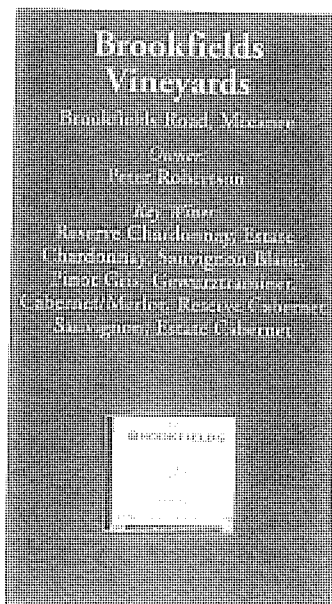 Brookfields
Vineyards
Brookfields Road, Meeanee
Owner
Peter Robertson
Key Wines
Reserve Chardonnay, Estate
Chardonnay, Sauvignon Blanc,
Pinot Gris, Gewurztraminer,
Cabernet/Merlot, Reserve Cabernet
Sauvignon, Estate Cabernet
BROOKFIELDS